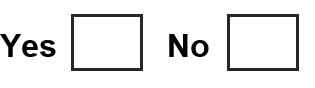 Yes No